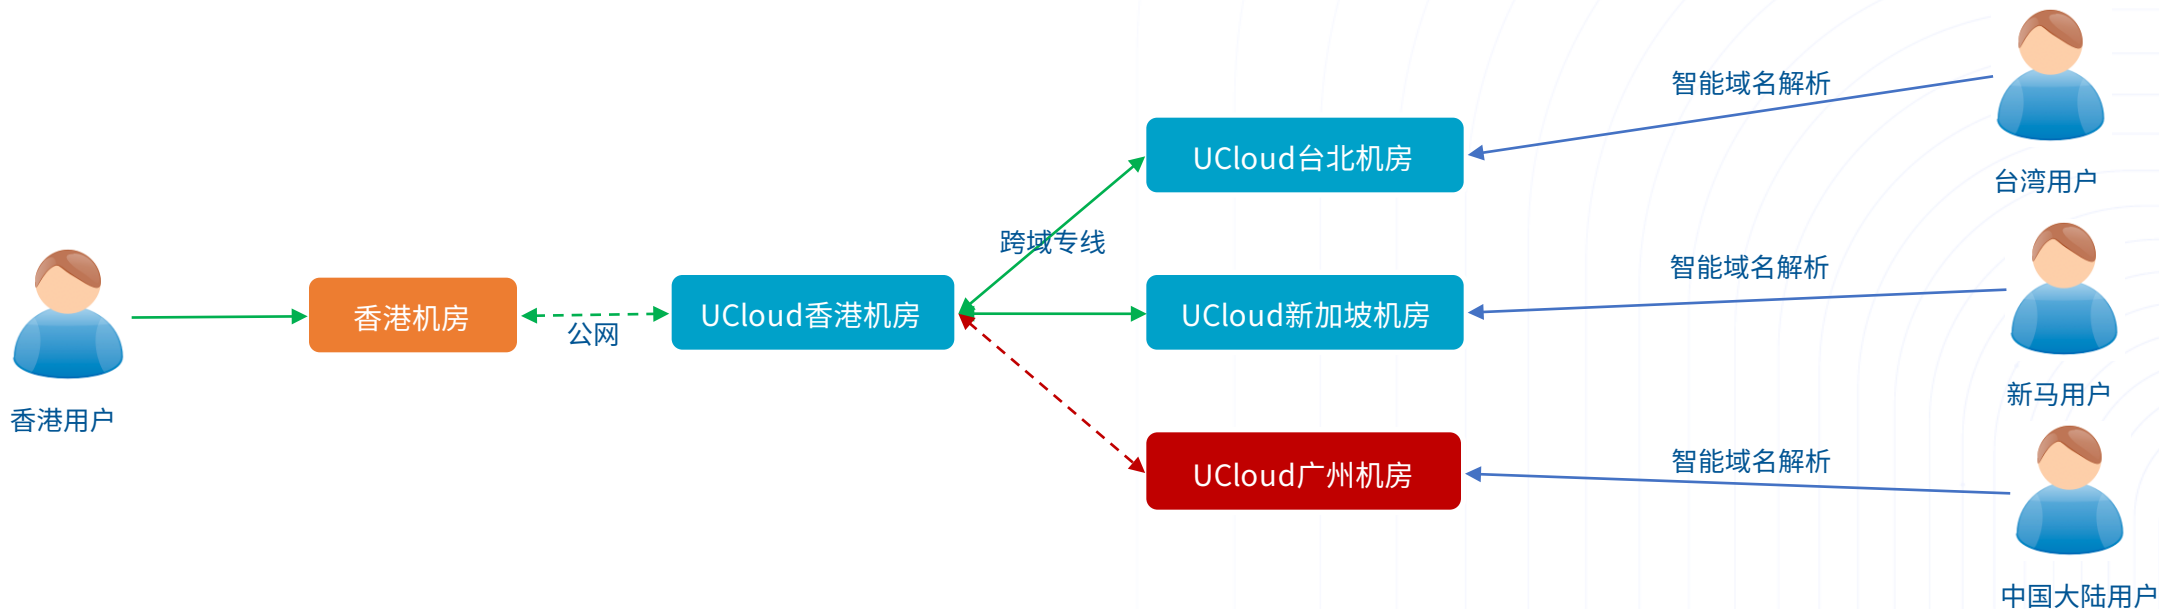 智能域名解析
UCloud台北机房
台湾用户
跨域专线
智能域名解析
香港机房
公网
UCloud香港机房
UCloud新加坡机房
香港用户
新马用户
智能域名解析
UCloud广州机房
中国大陆用户